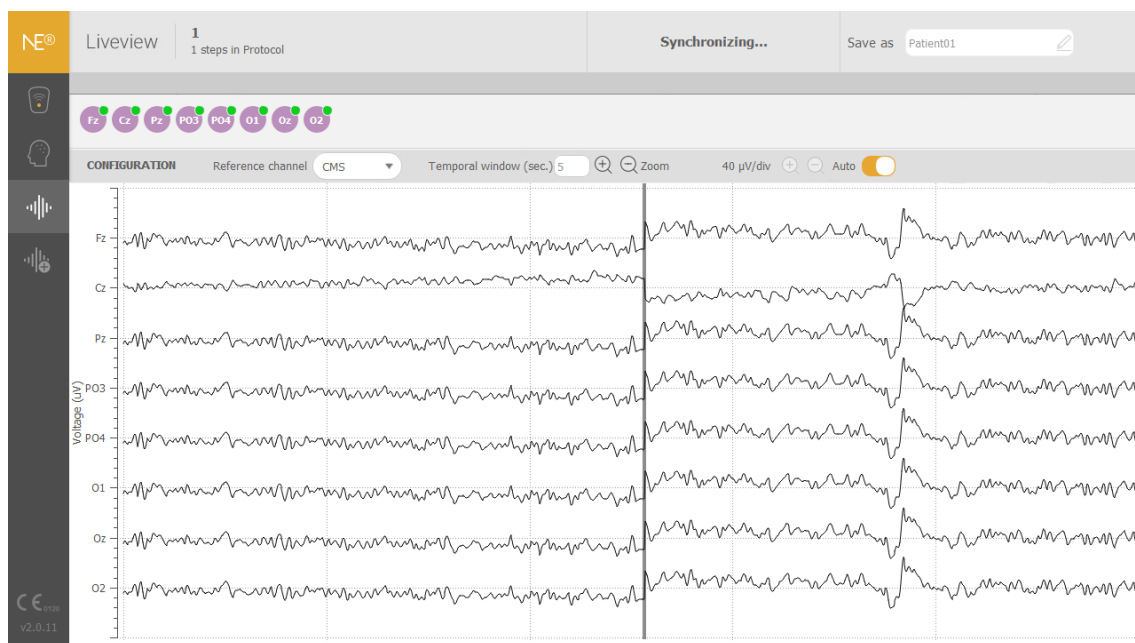 NE®
Liveview
1
1 steps in Protocol
Synchronizing...
Save as
Patient01
Fz Cz Pz PO3 PO4 O1 Oz O2
CONFIGURATION
Reference channel CMS
Temporal window (sec.) 5
Zoom
40 µV/div
Auto
Voltage (uV)
Fz
Cz
Pz
PO3
PO4
O1
Oz
O2
CE 0120
v2.0.11